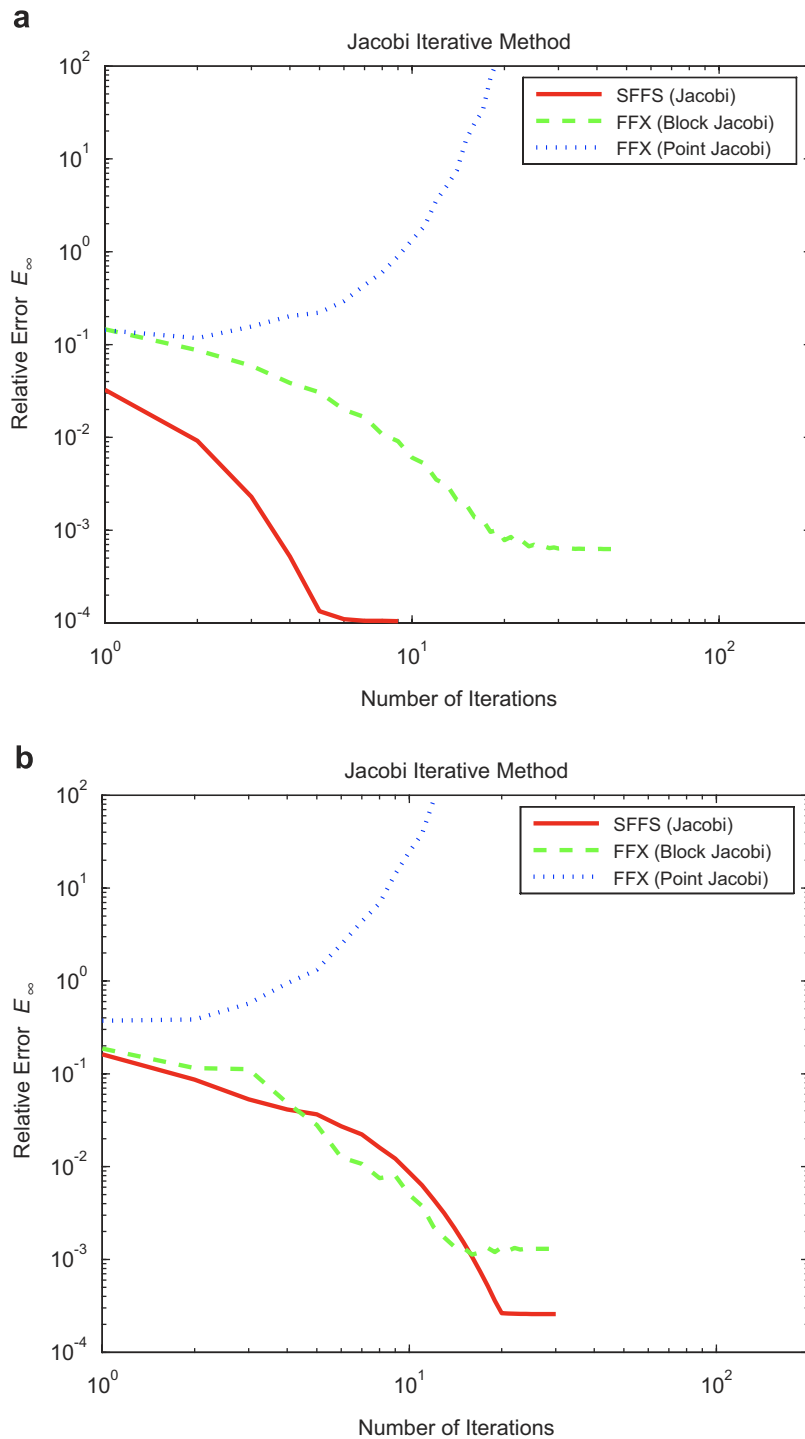 a
Jacobi Iterative Method
10^2
10^1
10^0
10^-1
10^-2
10^-3
10^-4
Relative Error E∞
SFFS (Jacobi)
FFX (Block Jacobi)
FFX (Point Jacobi)
10^0
10^1
10^2
Number of Iterations
b
Jacobi Iterative Method
10^2
10^1
10^0
10^-1
10^-2
10^-3
10^-4
Relative Error E∞
SFFS (Jacobi)
FFX (Block Jacobi)
FFX (Point Jacobi)
10^0
10^1
10^2
Number of Iterations